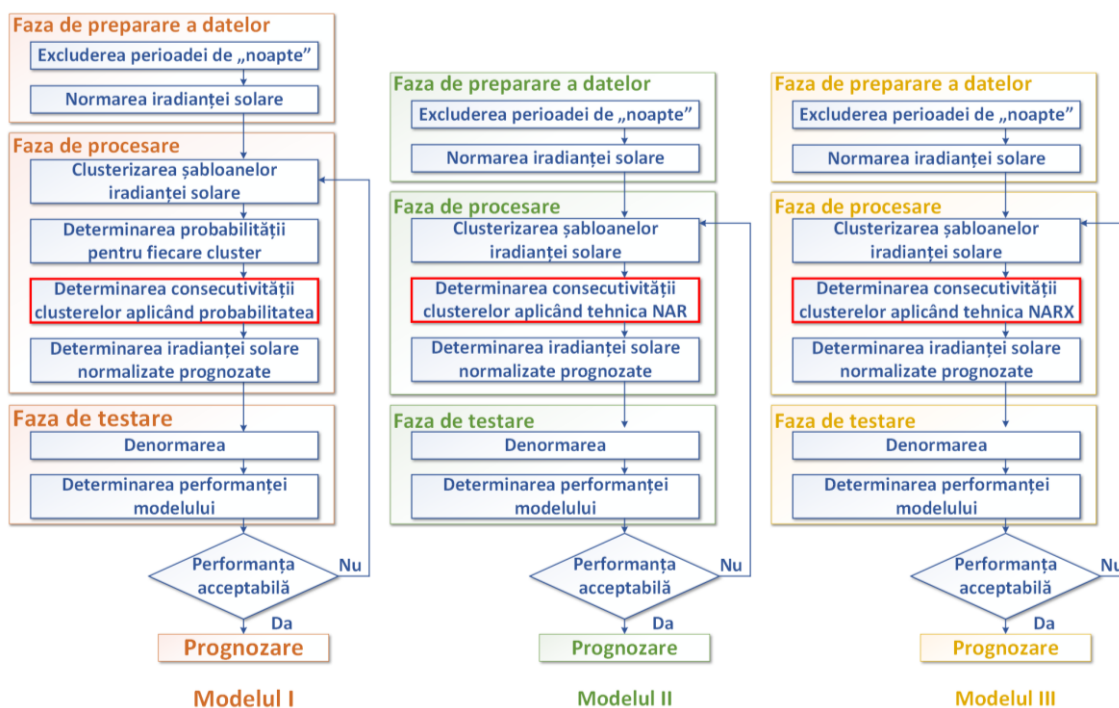 Faza de preparare a datelor
Excluderea perioadei de „noapte”
Normarea iradianței solare
Faza de procesare
Clusterizarea șabloanelor
iradianței solare
Determinarea probabilității
pentru fiecare cluster
Determinarea consecutivității
clusterelor aplicând probabilitatea
Determinarea iradianței solare
normalizate prognozate
Faza de testare
Denormarea
Determinarea performanței
modelului
Performanța
acceptabilă
Nu
Da
Prognozare
Modelul I
Faza de preparare a datelor
Excluderea perioadei de „noapte”
Normarea iradianței solare
Faza de procesare
Clusterizarea șabloanelor
iradianței solare
Determinarea consecutivității
clusterelor aplicând tehnica NAR
Determinarea iradianței solare
normalizate prognozate
Faza de testare
Denormarea
Determinarea performanței
modelului
Performanța
acceptabilă
Nu
Da
Prognozare
Modelul II
Faza de preparare a datelor
Excluderea perioadei de „noapte”
Normarea iradianței solare
Faza de procesare
Clusterizarea șabloanelor
iradianței solare
Determinarea consecutivității
clusterelor aplicând tehnica NARX
Determinarea iradianței solare
normalizate prognozate
Faza de testare
Denormarea
Determinarea performanței
modelului
Performanța
acceptabilă
Nu
Da
Prognozare
Modelul III